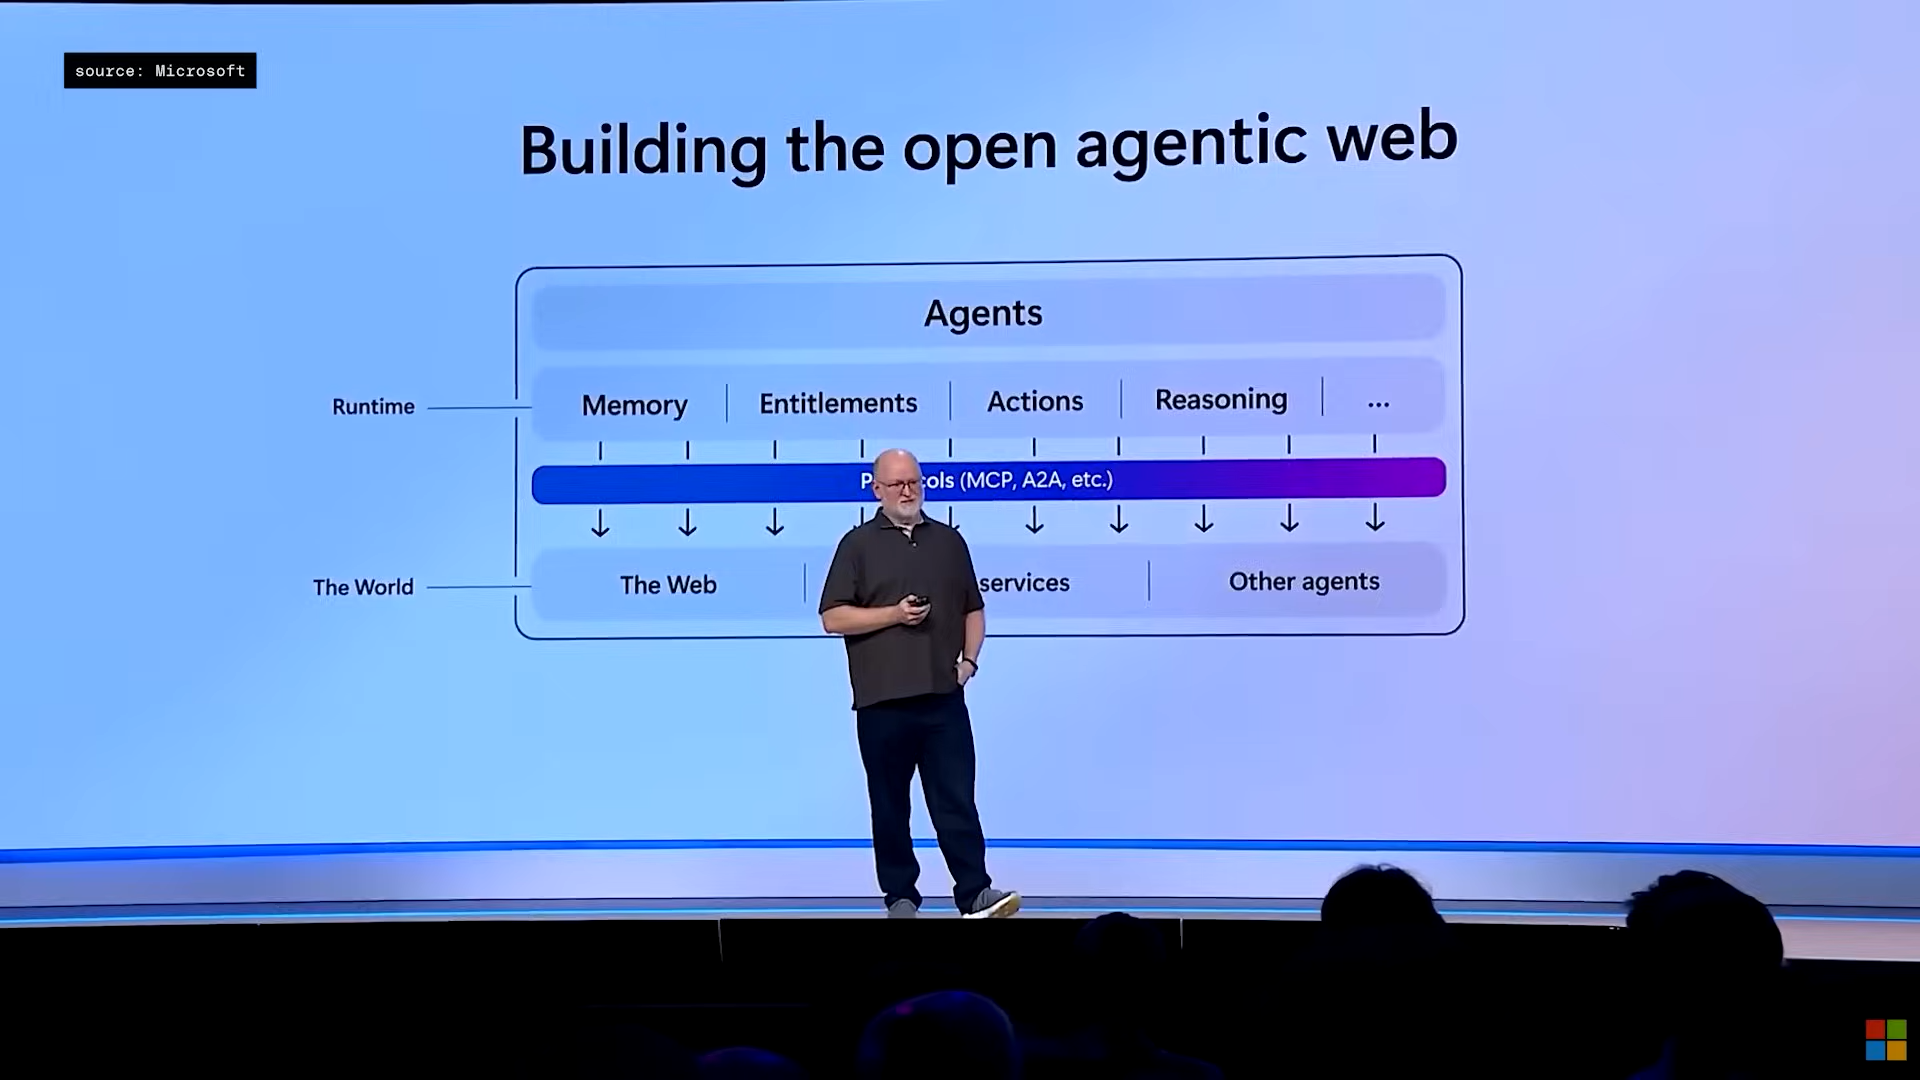 source: Microsoft
Building the open agentic web
Agents
Runtime
Memory
Entitlements
Actions
Reasoning
...
(MCP, A2A, etc.)
The World
The Web
services
Other agents